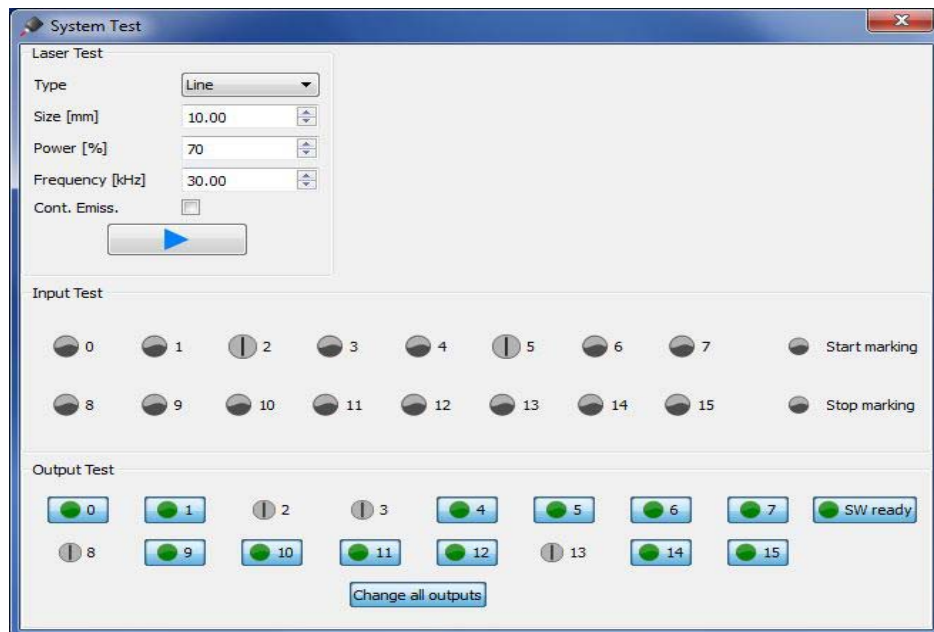 System Test
Laser Test
Type Line
Size [mm] 10.00
Power [%] 70
Frequency [kHz] 30.00
Cont. Emiss.
Input Test
0 1 2 3 4 5 6 7 Start marking
8 9 10 11 12 13 14 15 Stop marking
Output Test
0 1 2 3 4 5 6 7 SW ready
8 9 10 11 12 13 14 15
Change all outputs